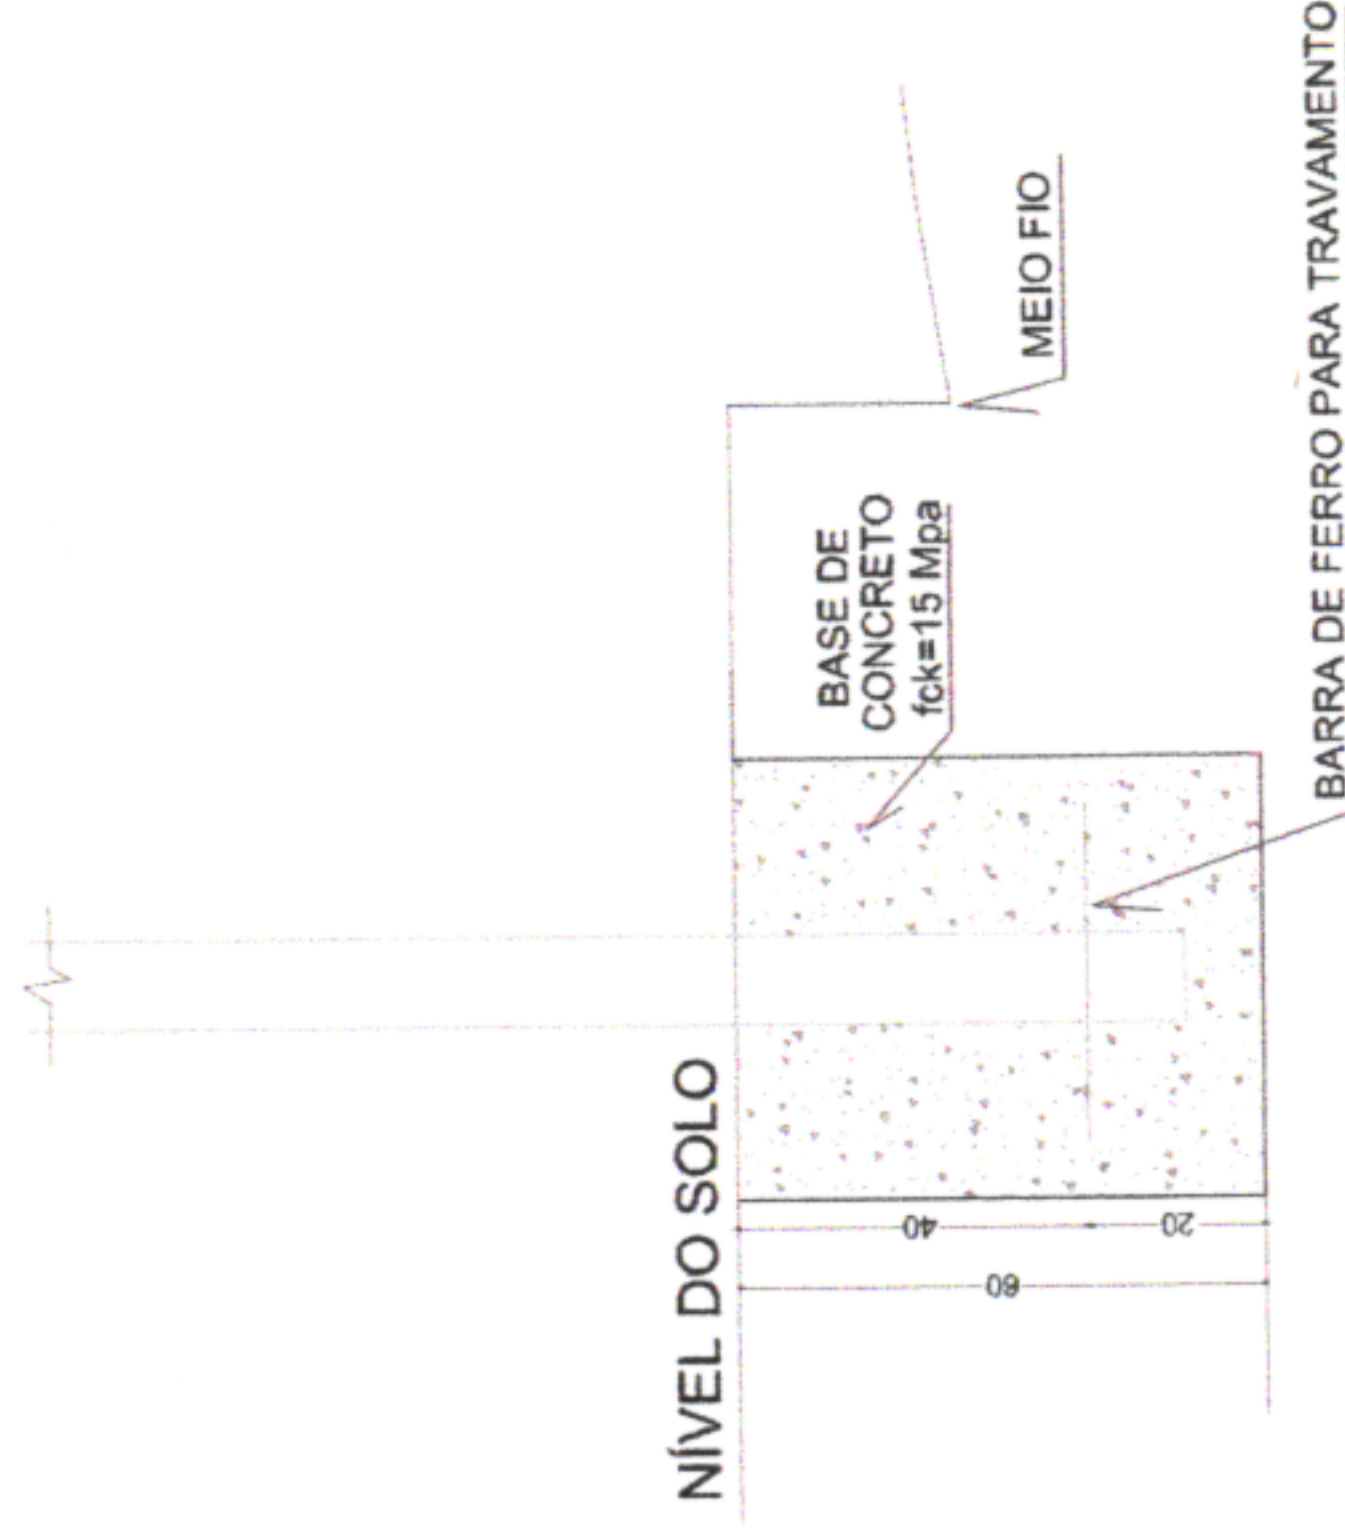 NÍVEL DO SOLO
BASE DE
CONCRETO
fck=15 Mpa
MEIO FIO
BARRA DE FERRO PARA TRAVAMENTO
40
20
60